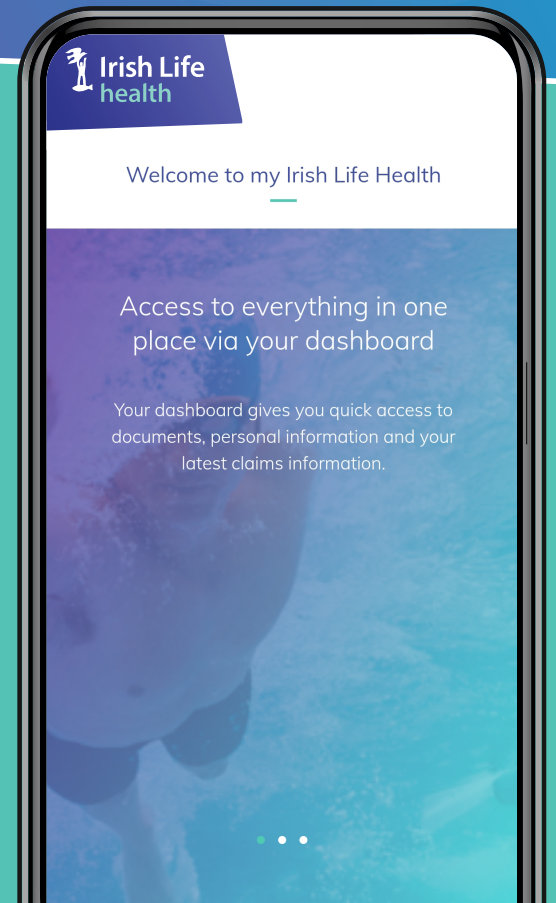 Irish Life
health
Welcome to my Irish Life Health
Access to everything in one
place via your dashboard
Your dashboard gives you quick access to
documents, personal information and your
latest claims information.